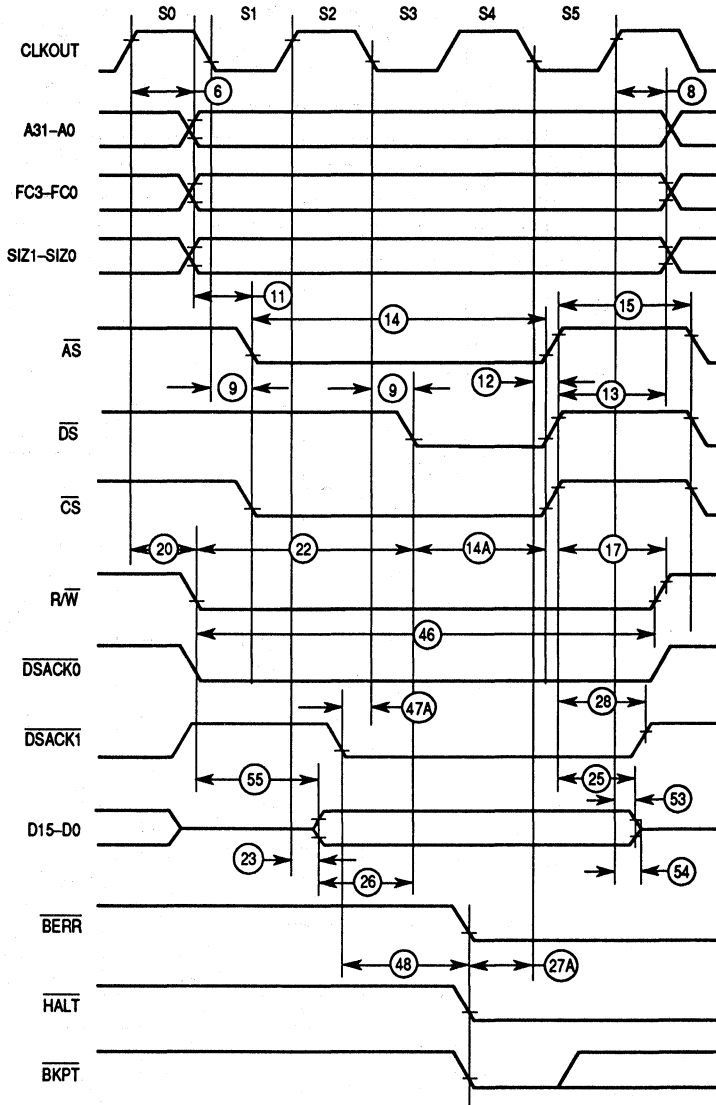 S0 S1 S2 S3 S4 S5
CLKOUT
6 8
A31–A0
FC3–FC0
SIZ1–SIZ0
11
14 15
AS
9 9 12 13
DS
CS
20 22 14A 17
R/W
46
DSACK0
28
47A
DSACK1
55 25 53
D15–D0
23 26 54
BERR
48 27A
HALT
BKPT